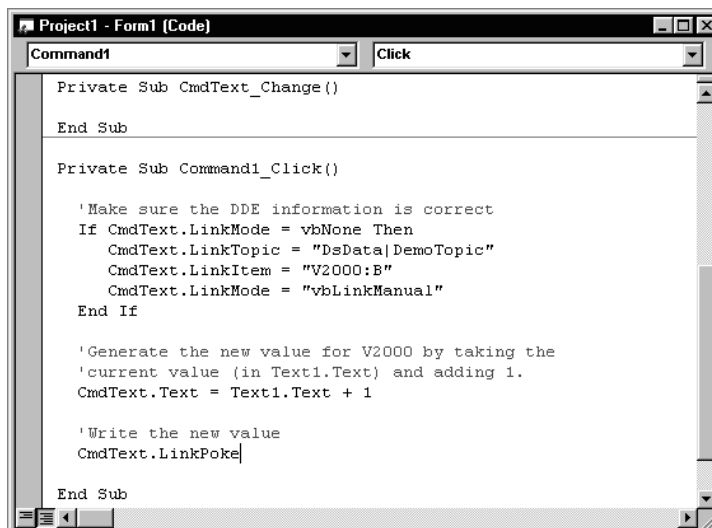 Project1 - Form1 (Code)
Command1 Click
Private Sub CmdText_Change()
End Sub
Private Sub Command1_Click()
'Make sure the DDE information is correct
If CmdText.LinkMode = vbNone Then
CmdText.LinkTopic = "DsData|DemoTopic"
CmdText.LinkItem = "V2000:B"
CmdText.LinkMode = "vbLinkManual"
End If
'Generate the new value for V2000 by taking the
'current value (in Text1.Text) and adding 1.
CmdText.Text = Text1.Text + 1
'Write the new value
CmdText.LinkPoke
End Sub